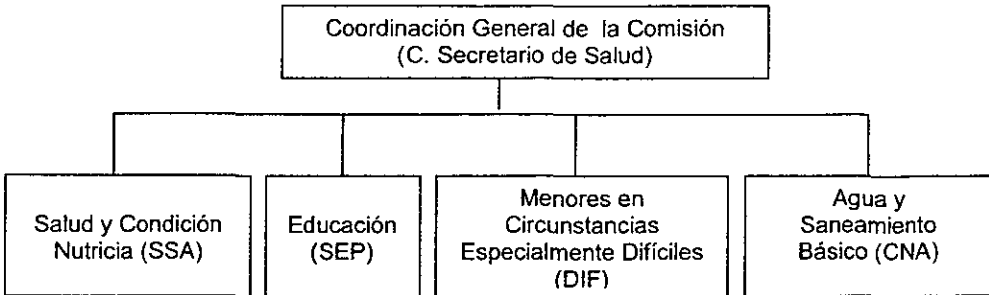 Coordinación General de la Comisión
(C. Secretario de Salud)
Salud y Condición
Nutricia (SSA)
Educación
(SEP)
Menores en
Circunstancias
Especialmente Difíciles
(DIF)
Agua y
Saneamiento
Básico (CNA)